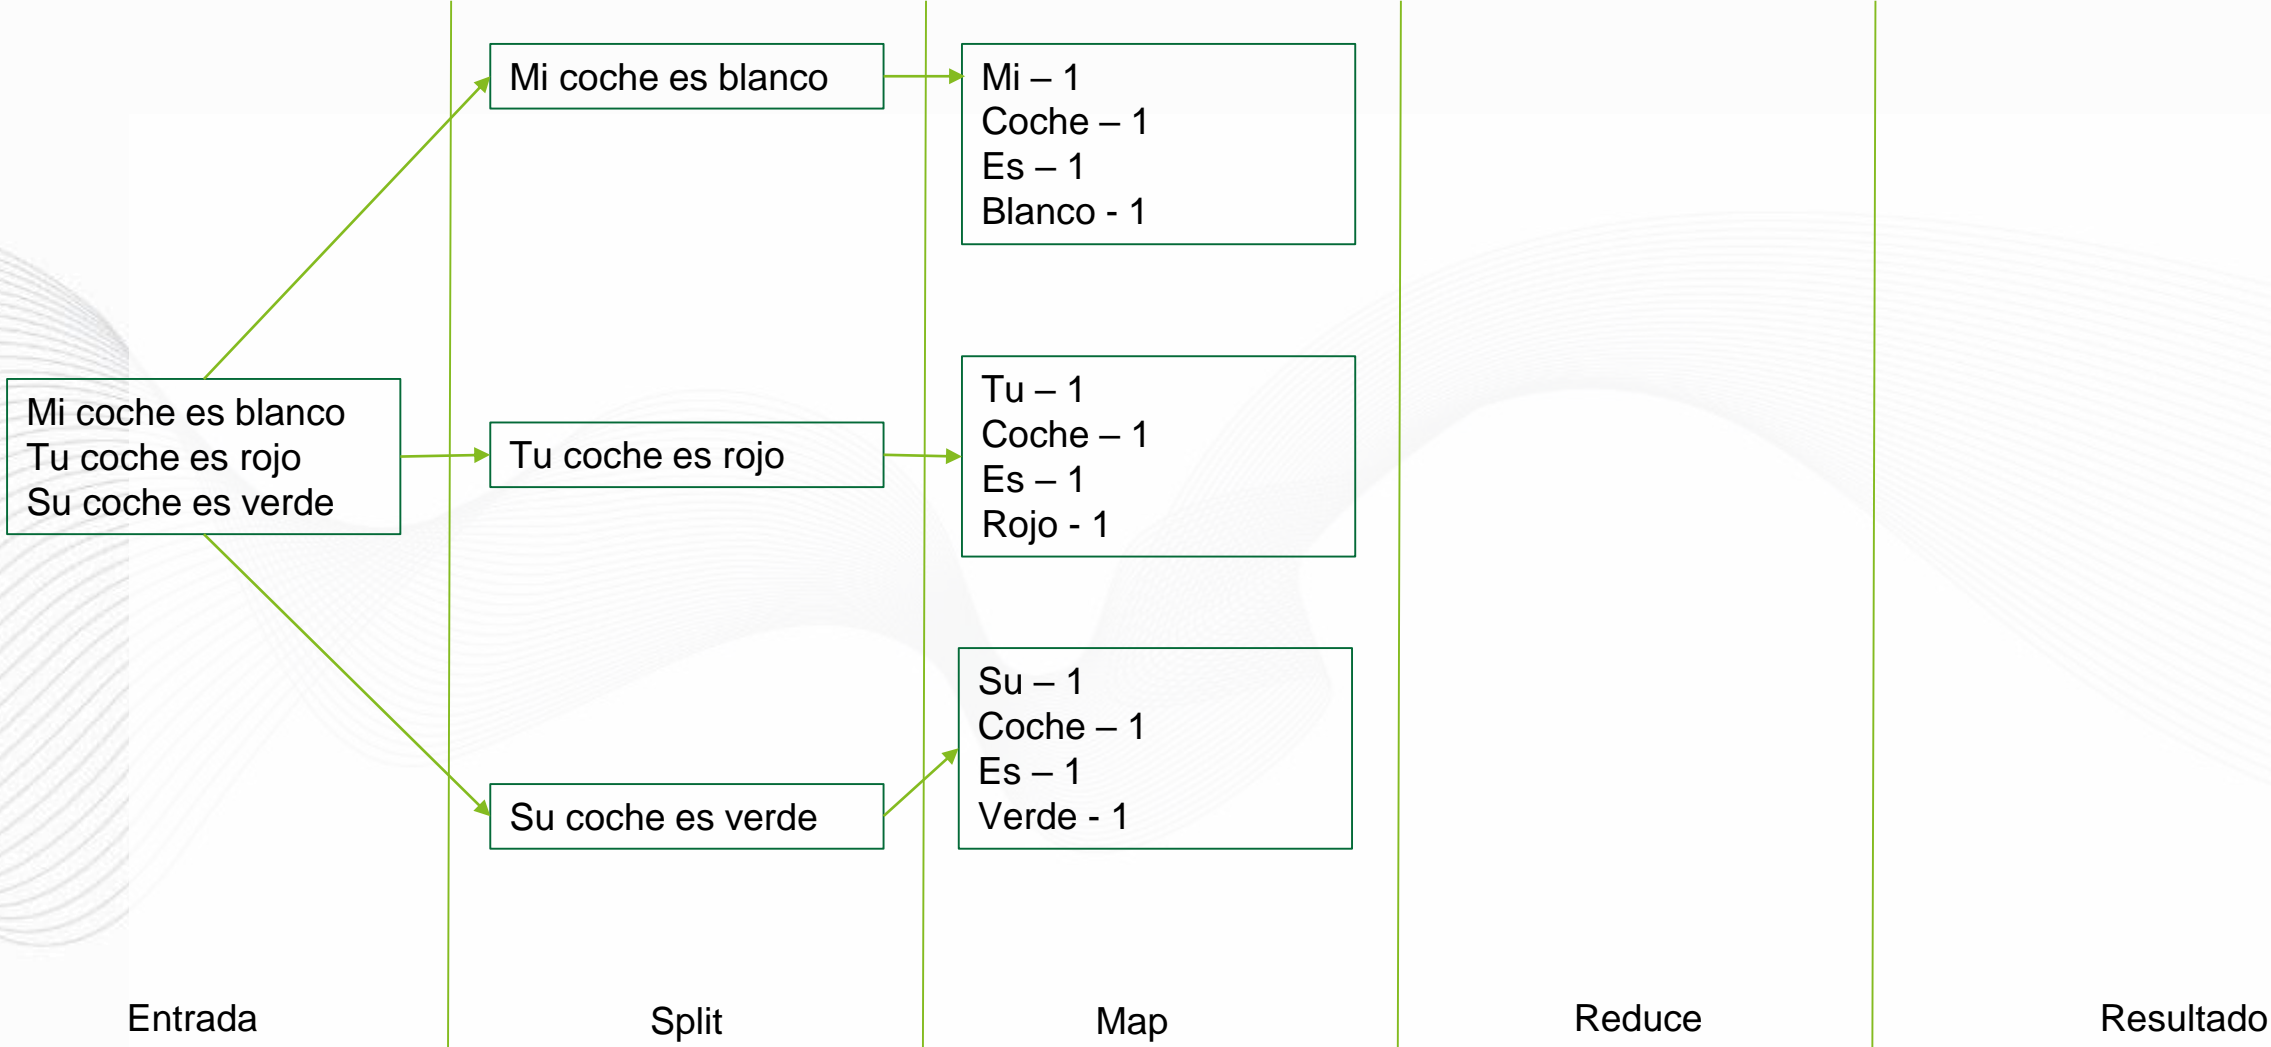 Mi coche es blanco
Tu coche es rojo
Su coche es verde
Mi coche es blanco
Tu coche es rojo
Su coche es verde
Mi – 1
Coche – 1
Es – 1
Blanco - 1
Tu – 1
Coche – 1
Es – 1
Rojo - 1
Su – 1
Coche – 1
Es – 1
Verde - 1
Entrada
Split
Map
Reduce
Resultado